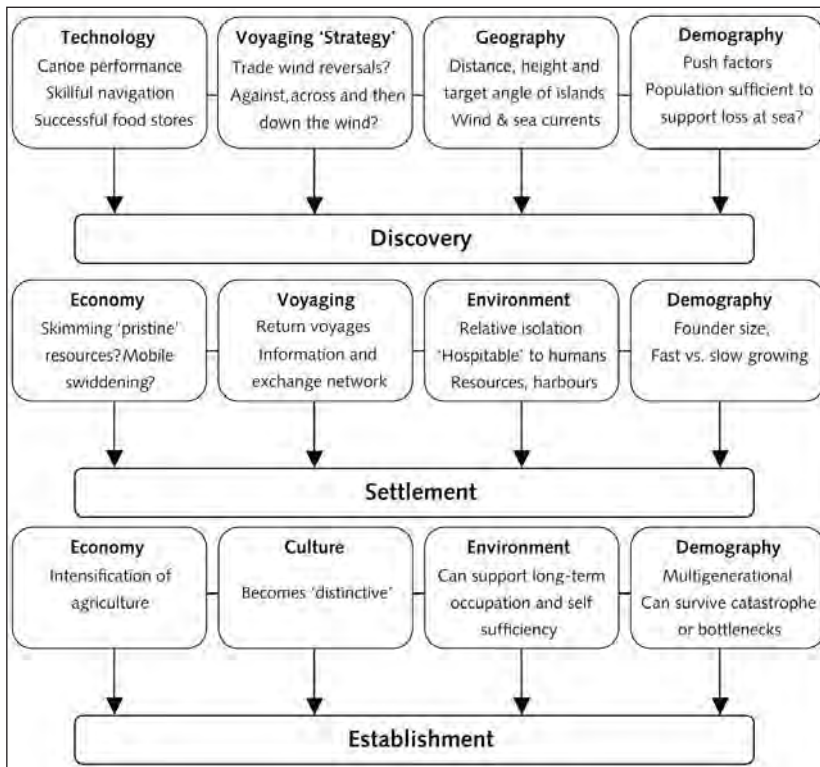 Technology
Canoe performance
Skillful navigation
Successful food stores
Voyaging ‘Strategy’
Trade wind reversals?
Against, across and then
down the wind?
Geography
Distance, height and
target angle of islands
Wind & sea currents
Demography
Push factors
Population sufficient to
support loss at sea?
Discovery
Economy
Skimming ‘pristine’
resources? Mobile
swiddening?
Voyaging
Return voyages
Information and
exchange network
Environment
Relative isolation
‘Hospitable’ to humans
Resources, harbours
Demography
Founder size,
Fast vs. slow growing
Settlement
Economy
Intensification of
agriculture
Culture
Becomes ‘distinctive’
Environment
Can support long-term
occupation and self
sufficiency
Demography
Multigenerational
Can survive catastrophe
or bottlenecks
Establishment